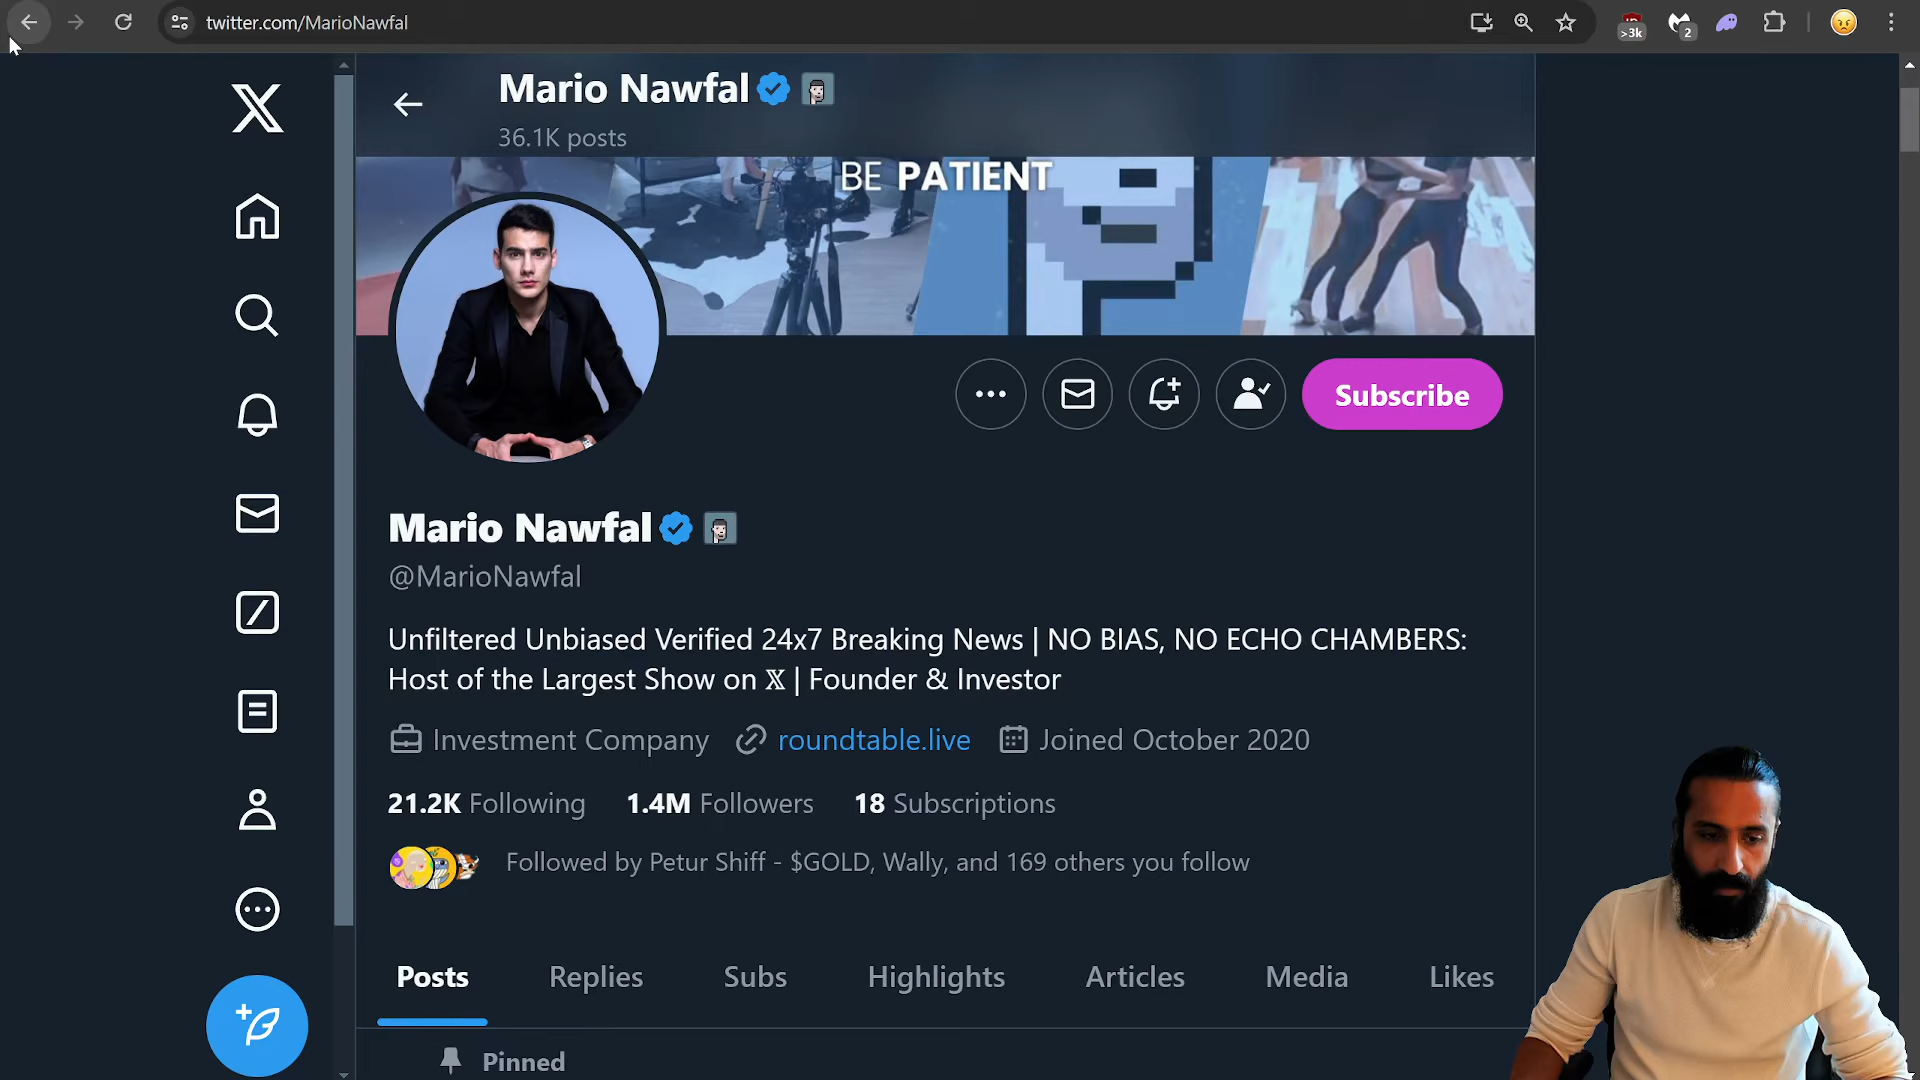 twitter.com/MarioNawfal
>3k
2
Mario Nawfal
36.1K posts
BE PATIENT
Subscribe
Mario Nawfal
@MarioNawfal
Unfiltered Unbiased Verified 24x7 Breaking News | NO BIAS, NO ECHO CHAMBERS:
Host of the Largest Show on 𝕏 | Founder & Investor
Investment Company roundtable.live Joined October 2020
21.2K Following 1.4M Followers 18 Subscriptions
Followed by Petur Shiff - $GOLD, Wally, and 169 others you follow
Posts Replies Subs Highlights Articles Media Likes
Pinned